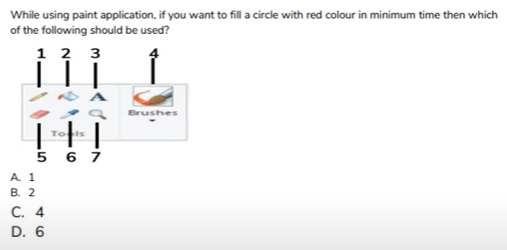 While using paint application, if you want to fill a circle with red colour in minimum time then which
of the following should be used?
1 2 3 4
A
Brushes
Tools
5 6 7
A. 1
B. 2
C. 4
D. 6